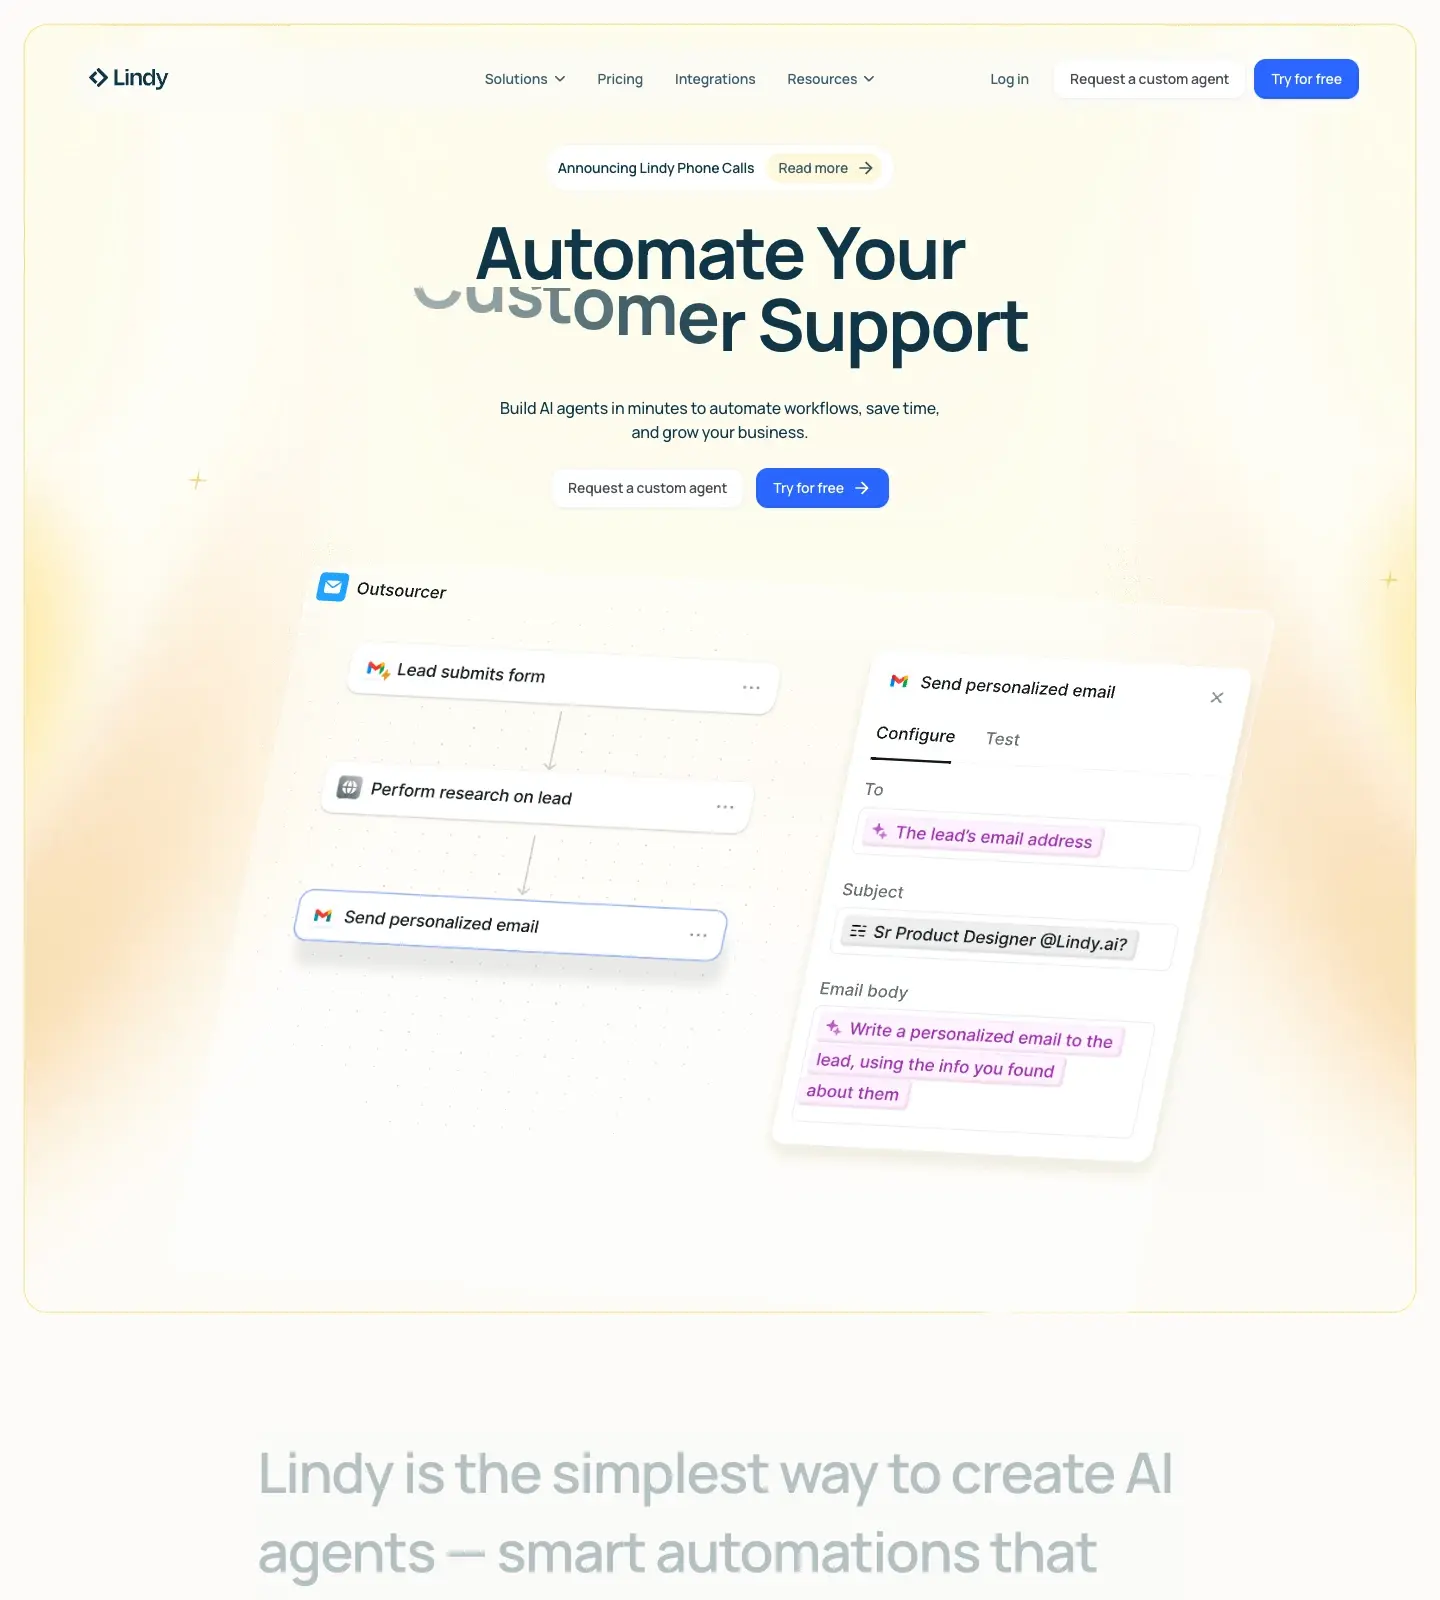 Lindy
Solutions
Pricing
Integrations
Resources
Log in
Request a custom agent
Try for free
Announcing Lindy Phone Calls
Read more
Automate Your
Customer Support
Build AI agents in minutes to automate workflows, save time,
and grow your business.
Request a custom agent
Try for free
Outsourcer
Lead submits form
Perform research on lead
Send personalized email
Send personalized email
Configure
Test
To
The lead's email address
Subject
Sr Product Designer @Lindy.ai?
Email body
Write a personalized email to the
lead, using the info you found
about them
Lindy is the simplest way to create AI
agents — smart automations that